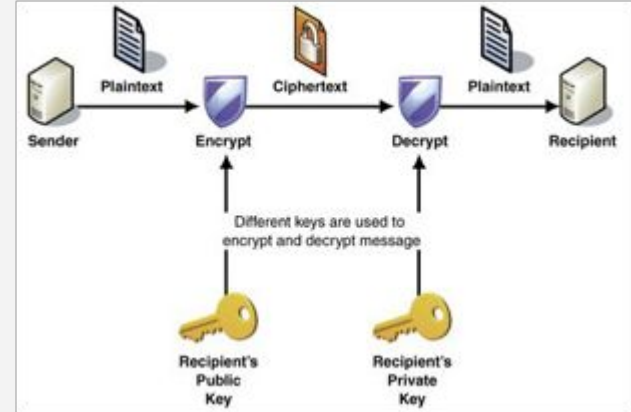 Plaintext
Ciphertext
Plaintext
Sender
Encrypt
Decrypt
Recipient
Different keys are used to
encrypt and decrypt message
Recipient's
Public
Key
Recipient's
Private
Key